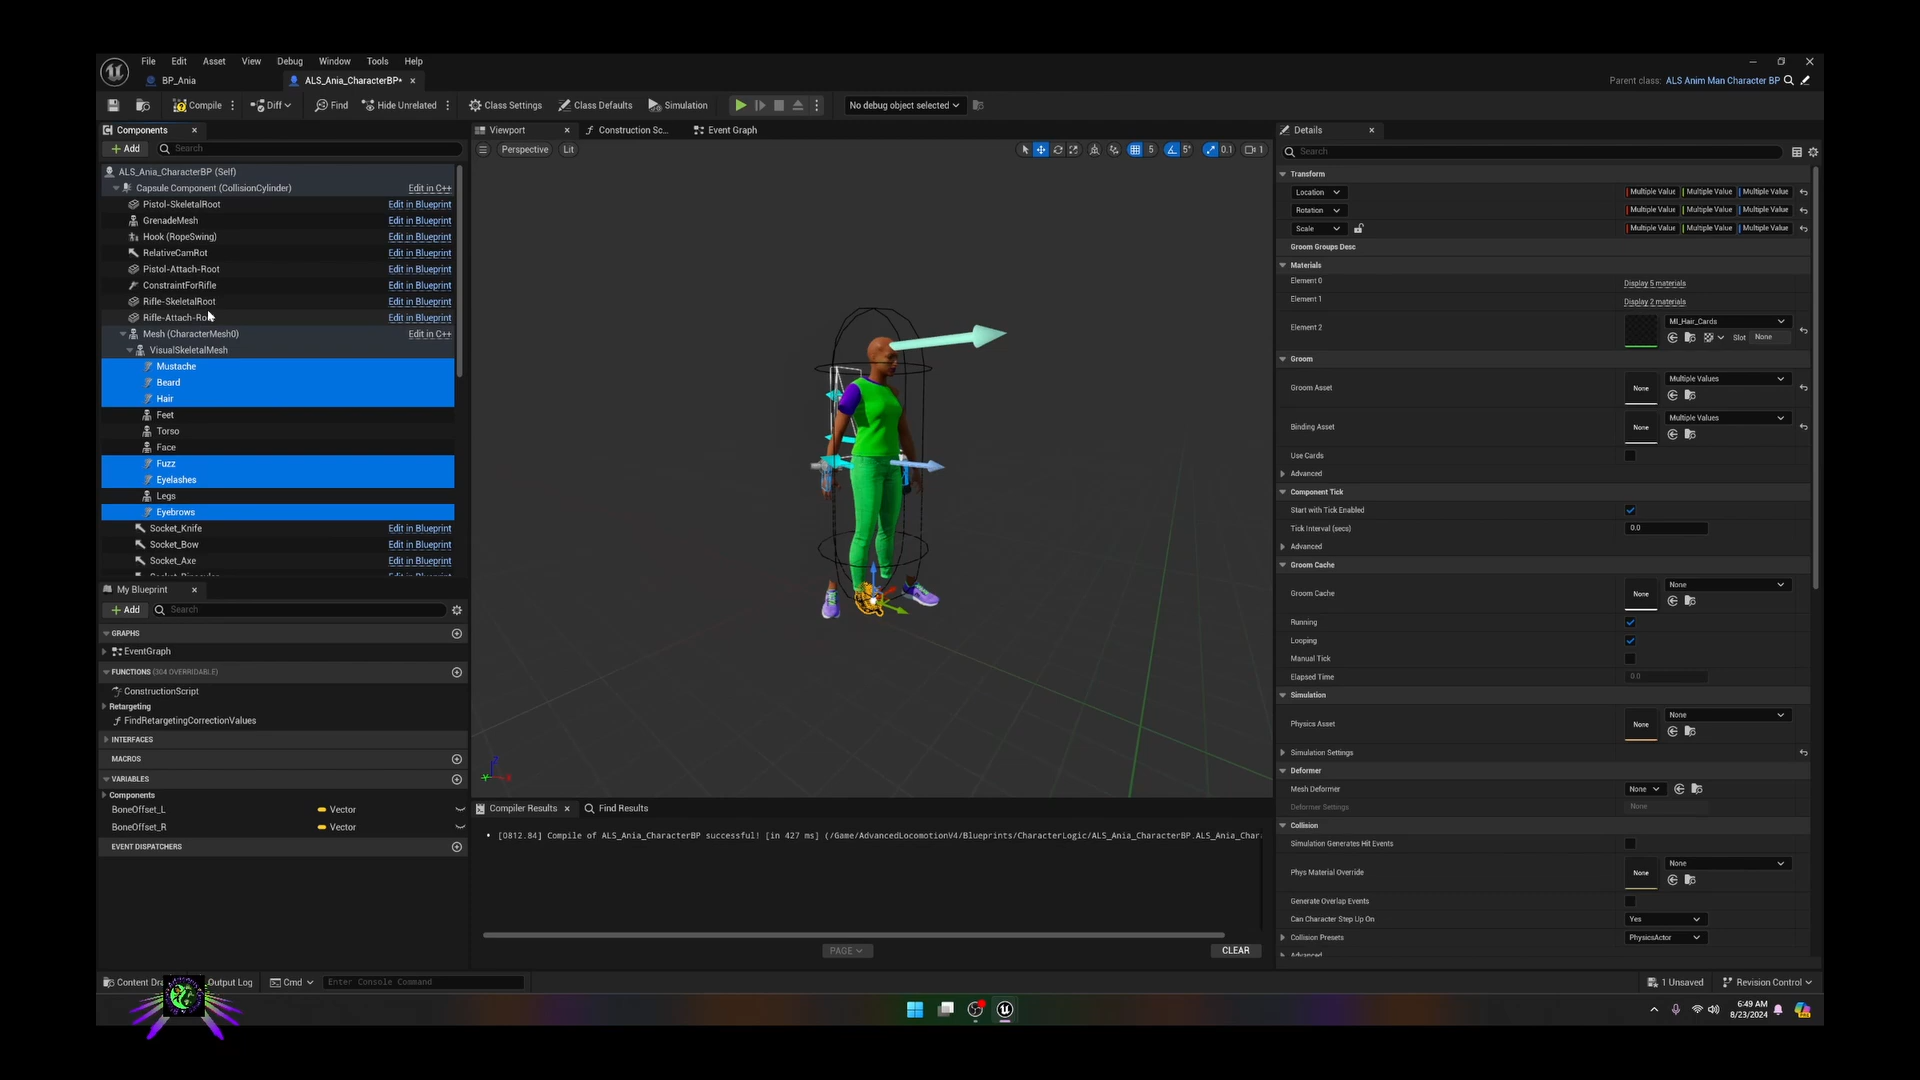 File Edit Asset View Debug Window Tools Help
BP_Ania
ALS_Ania_CharacterBP*
Parent class: ALS Anim Man Character BP
Compile
Diff
Find
Hide Unrelated
Class Settings
Class Defaults
Simulation
No debug object selected
Components
Add
Search
ALS_Ania_CharacterBP (Self)
Capsule Component (CollisionCylinder) Edit in C++
Pistol-SkeletalRoot Edit in Blueprint
GrenadeMesh Edit in Blueprint
Hook (RopeSwing) Edit in Blueprint
RelativeCamRot Edit in Blueprint
Pistol-Attach-Root Edit in Blueprint
ConstraintForRifle Edit in Blueprint
Rifle-SkeletalRoot Edit in Blueprint
Rifle-Attach-Ro Edit in Blueprint
Mesh (CharacterMesh0) Edit in C++
VisualSkeletalMesh
Mustache
Beard
Hair
Feet
Torso
Face
Fuzz
Eyelashes
Legs
Eyebrows
Socket_Knife Edit in Blueprint
Socket_Bow Edit in Blueprint
Socket_Axe Edit in Blueprint
My Blueprint
Add
Search
GRAPHS
EventGraph
FUNCTIONS (304 OVERRIDABLE)
ConstructionScript
Retargeting
FindRetargetingCorrectionValues
INTERFACES
MACROS
VARIABLES
Components
BoneOffset_L Vector
BoneOffset_R Vector
EVENT DISPATCHERS
Viewport
Construction Sc...
Event Graph
Perspective
Lit
5
5°
0.1
1
Z
Y
X
Compiler Results
Find Results
[0812.84] Compile of ALS_Ania_CharacterBP successful! [in 427 ms] (/Game/AdvancedLocomotionV4/Blueprints/CharacterLogic/ALS_Ania_CharacterBP.ALS_Ania_Chara
PAGE
CLEAR
Details
Search
Transform
Location Multiple Value Multiple Value Multiple Value
Rotation Multiple Value Multiple Value Multiple Value
Scale Multiple Value Multiple Value Multiple Value
Groom Groups Desc
Materials
Element 0 Display 5 materials
Element 1 Display 2 materials
Element 2 MI_Hair_Cards
Slot None
Groom
Groom Asset None Multiple Values
Binding Asset None Multiple Values
Use Cards
Advanced
Component Tick
Start with Tick Enabled
Tick Interval (secs) 0.0
Advanced
Groom Cache
Groom Cache None None
Running
Looping
Manual Tick
Elapsed Time 0.0
Simulation
Physics Asset None None
Simulation Settings
Deformer
Mesh Deformer None
Deformer Settings None
Collision
Simulation Generates Hit Events
Phys Material Override None None
Generate Overlap Events
Can Character Step Up On Yes
Collision Presets PhysicsActor
Advanced
Content Dra
Output Log
Cmd
Enter Console Command
1 Unsaved
Revision Control
6:49 AM
8/23/2024